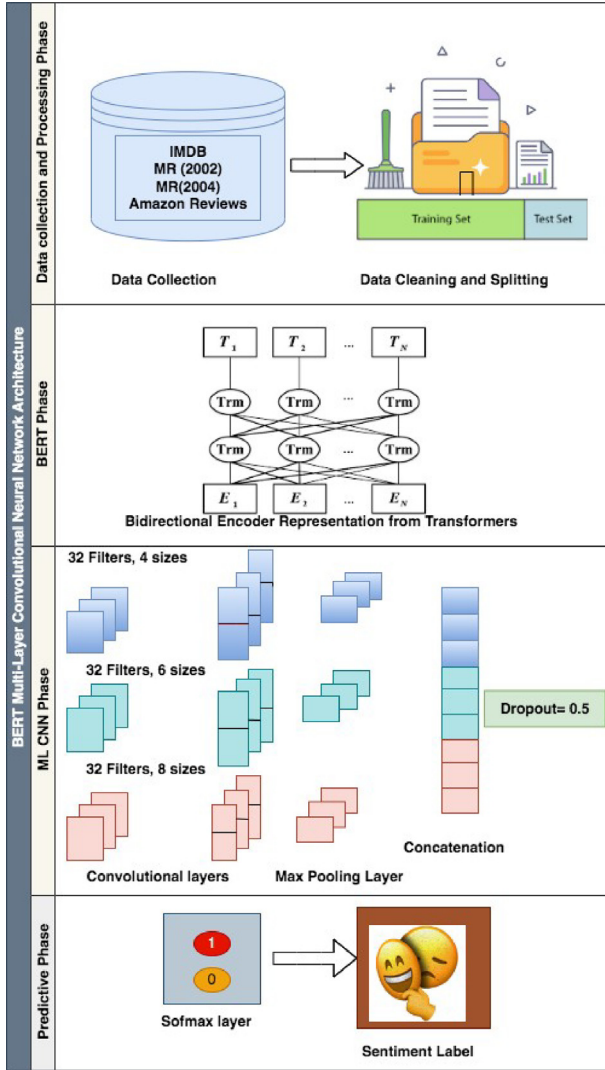 BERT Multi-Layer Convolutional Neural Network Architecture
Data collection and Processing Phase
IMDB
MR (2002)
MR(2004)
Amazon Reviews
Training Set
Test Set
Data Collection
Data Cleaning and Splitting
BERT Phase
T1
T2
...
TN
Trm
Trm
...
Trm
Trm
Trm
...
Trm
E1
E2
...
EN
Bidirectional Encoder Representation from Transformers
ML CNN Phase
32 Filters, 4 sizes
32 Filters, 6 sizes
32 Filters, 8 sizes
Dropout= 0.5
Concatenation
Convolutional layers
Max Pooling Layer
Predictive Phase
1
0
Sofmax layer
Sentiment Label